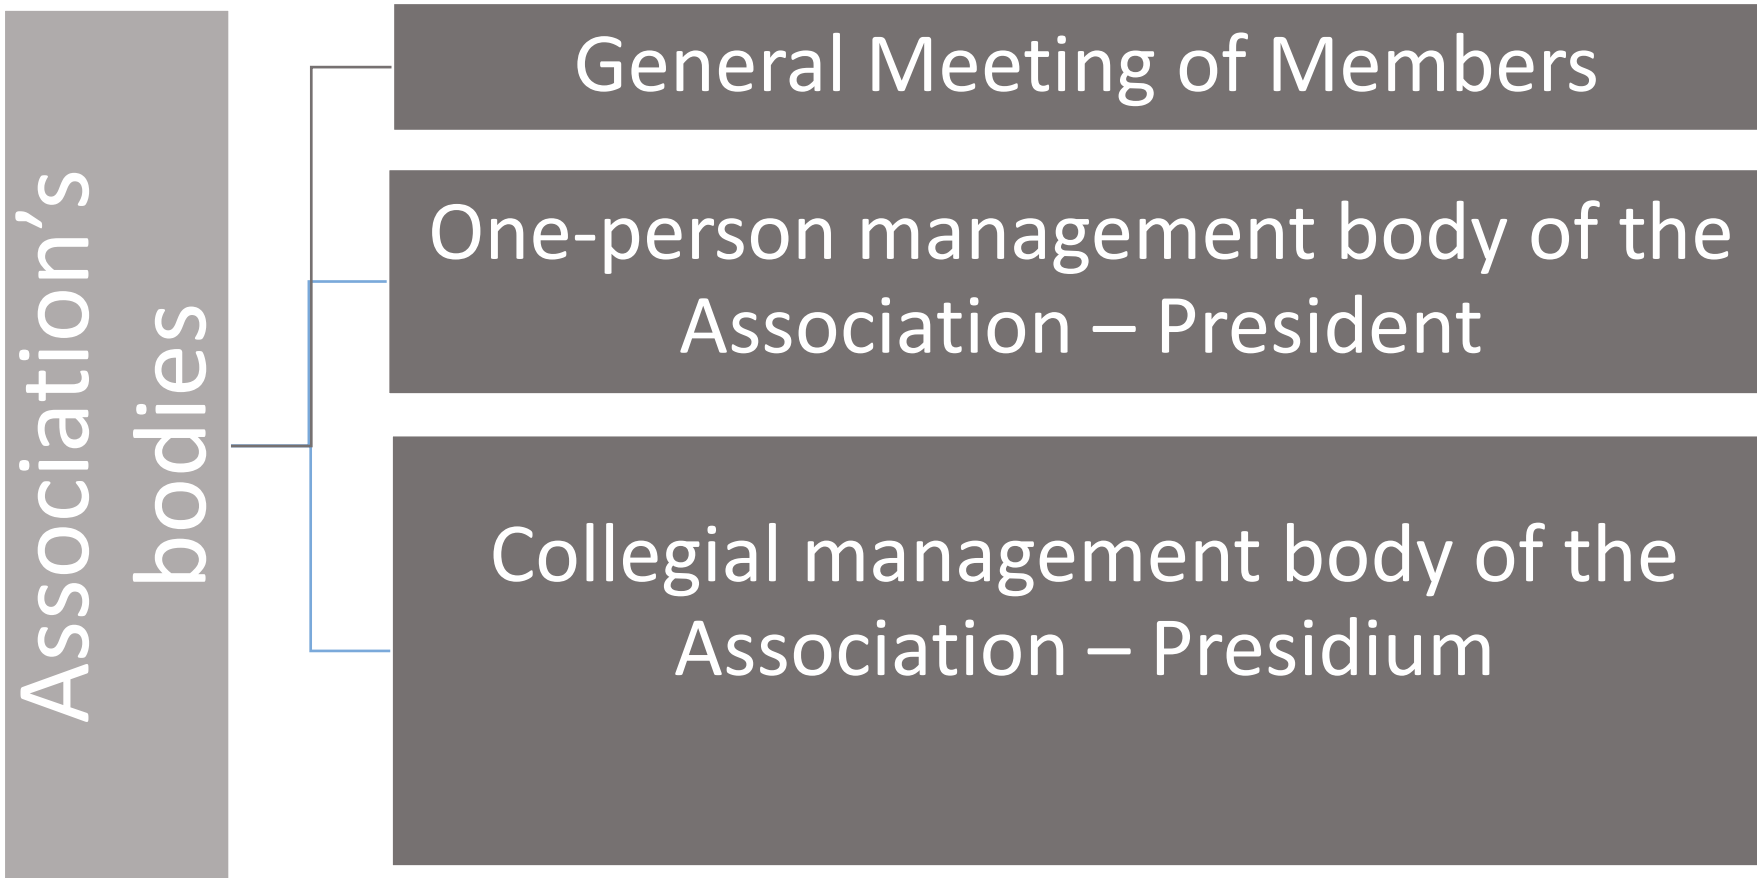 Association’s
bodies
General Meeting of Members
One-person management body of the
Association – President
Collegial management body of the
Association – Presidium